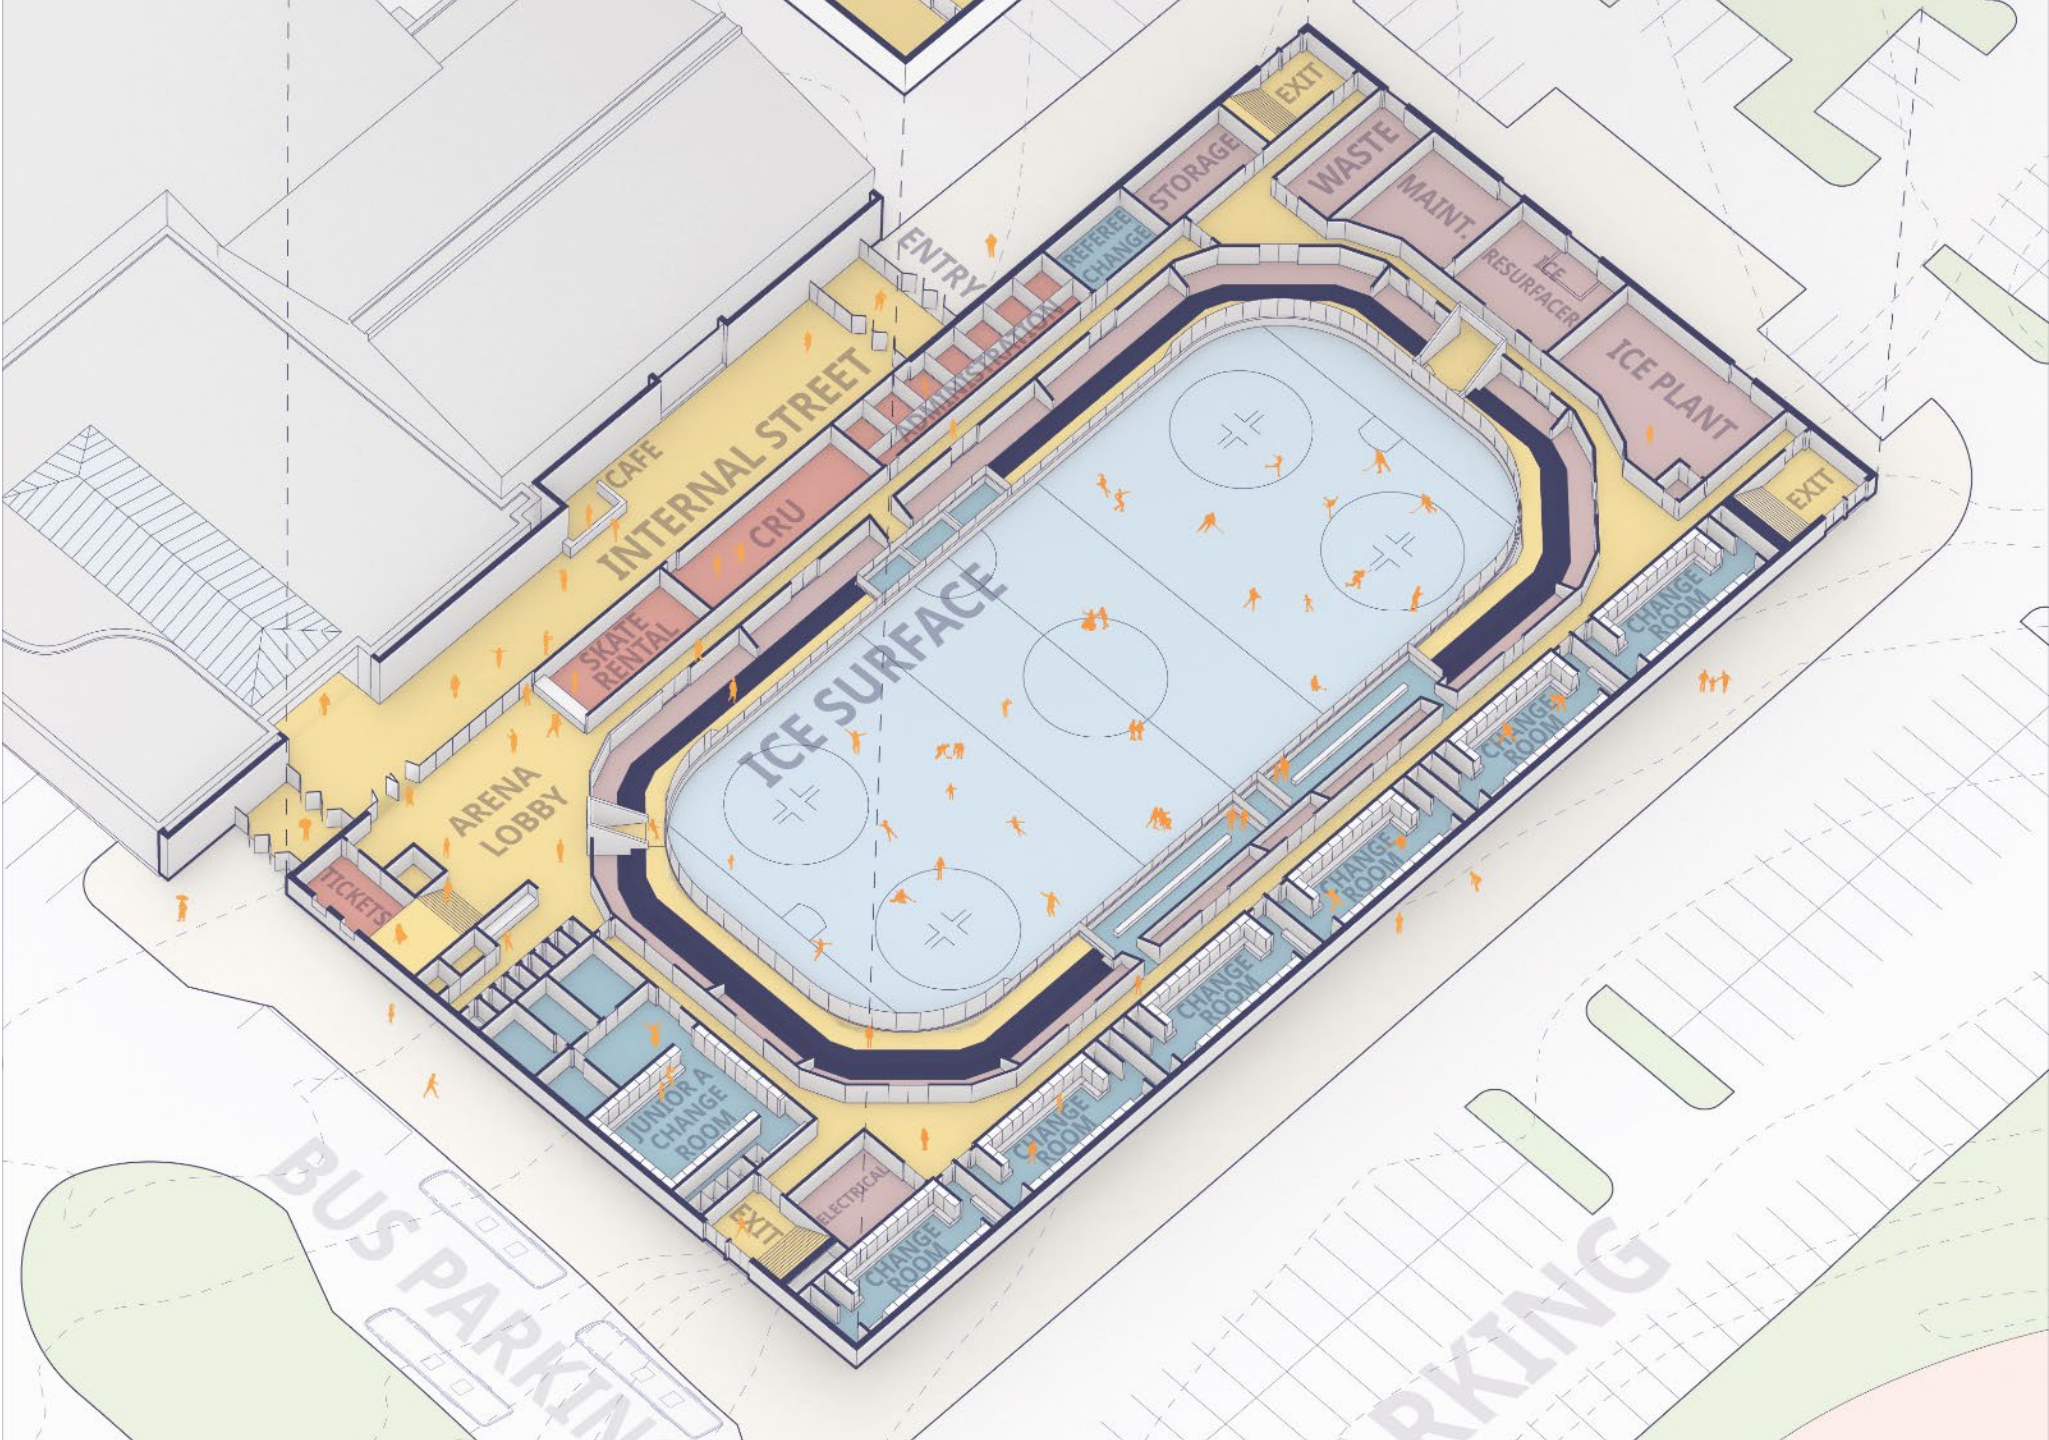 EXIT
STORAGE
WASTE
MAINT.
REFEREE
CHANGE
ENTRY
ICE
RESURFACER
ADMINISTRATION
ICE PLANT
INTERNAL STREET
CAFE
CRU
EXIT
SKATE
RENTAL
ICE SURFACE
CHANGE
ROOM
CHANGE
ROOM
ARENA
LOBBY
CHANGE
ROOM
TICKETS
CHANGE
ROOM
JUNIOR A
CHANGE
ROOM
CHANGE
ROOM
ELECTRICAL
EXIT
CHANGE
ROOM
BUS PARKIN
RKING